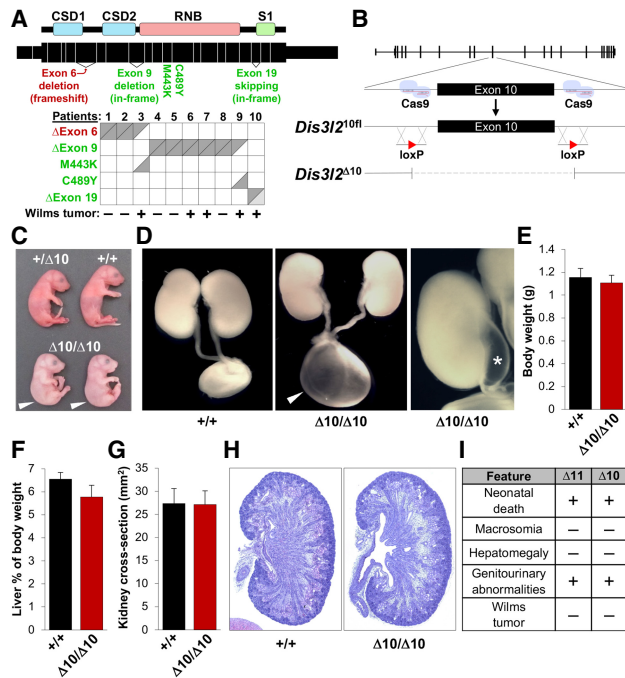 A
CSD1 CSD2 RNB S1
Exon 6
deletion
(frameshift)
Exon 9
deletion
(in-frame)
M443K
C489Y
Exon 19
skipping
(in-frame)
Patients: 1 2 3 4 5 6 7 8 9 10
ΔExon 6
ΔExon 9
M443K
C489Y
ΔExon 19
Wilms tumor: – – + – – + + – + +
B
Exon 10
Cas9 Cas9
Dis3l2 10fl
Exon 10
loxP loxP
Dis3l2 Δ10
C
+/Δ10 +/+
Δ10/Δ10
D
*
+/+ Δ10/Δ10 Δ10/Δ10
E
Body weight (g)
1.4
1.2
1
0.8
0.6
0.4
0.2
0
+/+
Δ10/Δ10
F
Liver % of body weight
7
6
5
4
3
2
1
0
+/+
Δ10/Δ10
G
Kidney cross-section (mm²)
40
35
30
25
20
15
10
5
0
+/+
Δ10/Δ10
H
+/+ Δ10/Δ10
I
Feature Δ11 Δ10
Neonatal
death + +
Macrosomia – –
Hepatomegaly – –
Genitourinary
abnormalities + +
Wilms
tumor – –